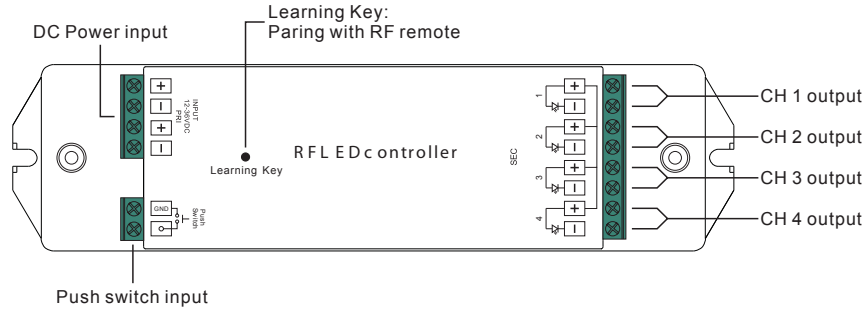 Learning Key:
Paring with RF remote
DC Power input
+
INPUT
12-36VDC
PRI
−
+
−
Learning Key
RFLEDcontroller
GND
Push
Switch
SEC
1
+
−
2
+
−
3
+
−
4
+
−
CH 1 output
CH 2 output
CH 3 output
CH 4 output
Push switch input